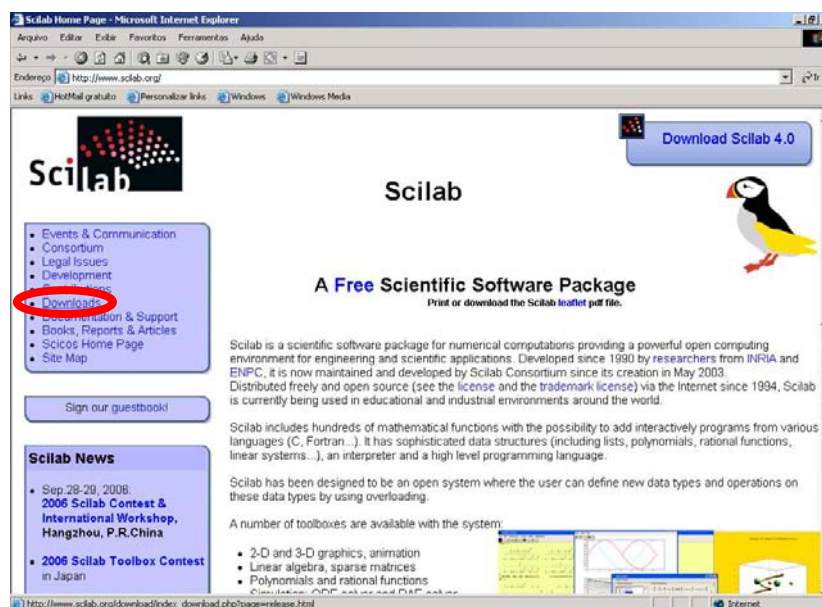 Scilab Home Page - Microsoft Internet Explorer
Arquivo Editar Exibir Favoritos Ferramentas Ajuda
Endereço http://www.scilab.org/
Links HotMail gratuito Personalizar links Windows Windows Media
Scilab
Download Scilab 4.0
Scilab
Events & Communication
Consortium
Legal Issues
Development
Downloads
Documentation & Support
Books, Reports & Articles
Scicos Home Page
Site Map
Sign our guestbook!
Scilab News
Sep.28-29, 2006:
2006 Scilab Contest &
International Workshop,
Hangzhou, P.R.China
2006 Scilab Toolbox Contest
in Japan
A Free Scientific Software Package
Print or download the Scilab leaflet pdf file.
Scilab is a scientific software package for numerical computations providing a powerful open computing
environment for engineering and scientific applications. Developed since 1990 by researchers from INRIA and
ENPC, it is now maintained and developed by Scilab Consortium since its creation in May 2003.
Distributed freely and open source (see the license and the trademark license) via the Internet since 1994, Scilab
is currently being used in educational and industrial environments around the world.
Scilab includes hundreds of mathematical functions with the possibility to add interactively programs from various
languages (C, Fortran...). It has sophisticated data structures (including lists, polynomials, rational functions,
linear systems...), an interpreter and a high level programming language.
Scilab has been designed to be an open system where the user can define new data types and operations on
these data types by using overloading.
A number of toolboxes are available with the system:
2-D and 3-D graphics, animation
Linear algebra, sparse matrices
Polynomials and rational functions
Simulation: ODE solver and DAE solver
http://www.scilab.org/download/index_download.php?page=release.html
Internet